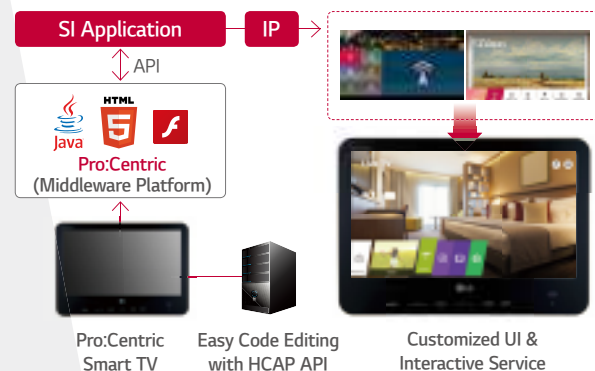 SI Application
IP
API
Java
HTML
5
Pro:Centric
(Middleware Platform)
Pro:Centric
Smart TV
Easy Code Editing
with HCAP API
Customized UI &
Interactive Service